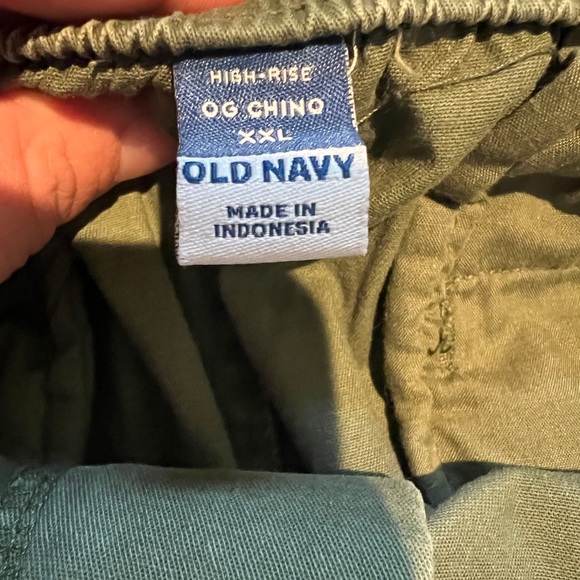 HIGH-RISE
OG CHINO
XXL
OLD NAVY
MADE IN
INDONESIA